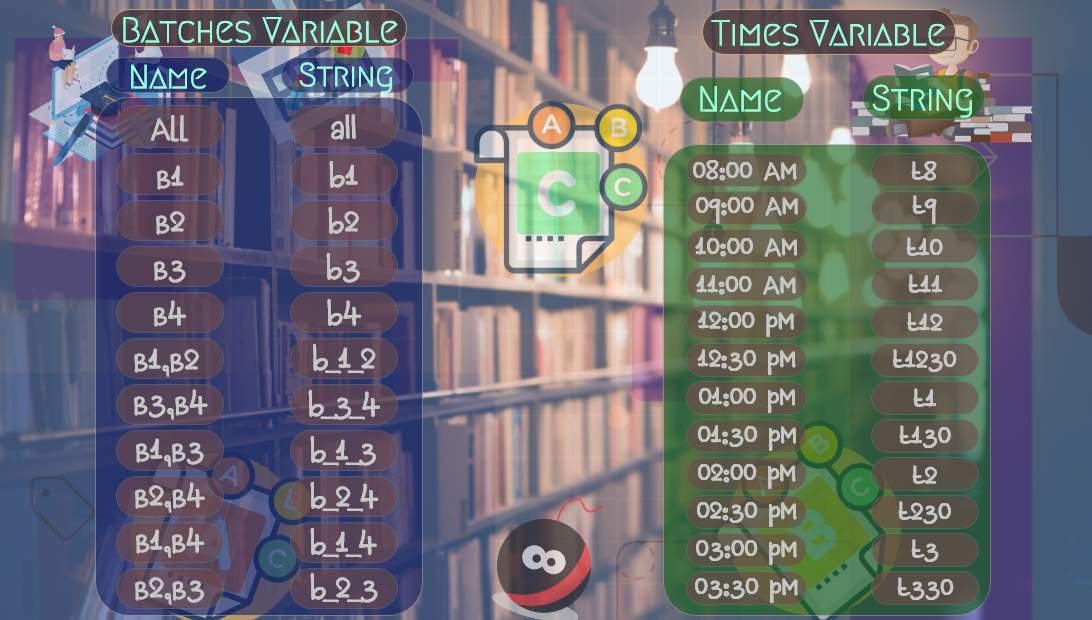 Batches Variable
Name String
All all
B1 b1
B2 b2
B3 b3
B4 b4
B1,B2 b_1_2
B3,B4 b_3_4
B1,B3 b_1_3
B2,B4 b_2_4
B1,B4 b_1_4
B2,B3 b_2_3
A
B
C
C
A
C
Times Variable
Name String
08:00 AM t8
09:00 AM t9
10:00 AM t10
11:00 AM t11
12:00 pM t12
12:30 pM t1230
01:00 pM t1
01:30 pM t130
02:00 pM t2
02:30 pM t230
03:00 pM t3
03:30 pM t330
B
C
B